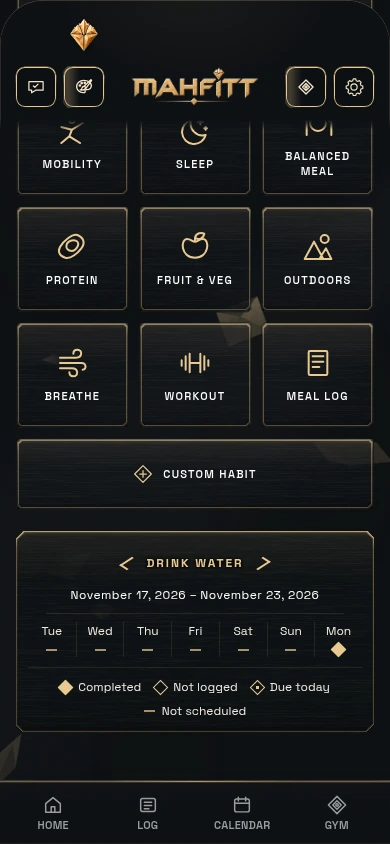 MAHFITT
MOBILITY
SLEEP
BALANCED
MEAL
PROTEIN
FRUIT & VEG
OUTDOORS
BREATHE
WORKOUT
MEAL LOG
CUSTOM HABIT
< DRINK WATER >
November 17, 2026 – November 23, 2026
Tue Wed Thu Fri Sat Sun Mon
Completed Not logged Due today
Not scheduled
HOME LOG CALENDAR GYM